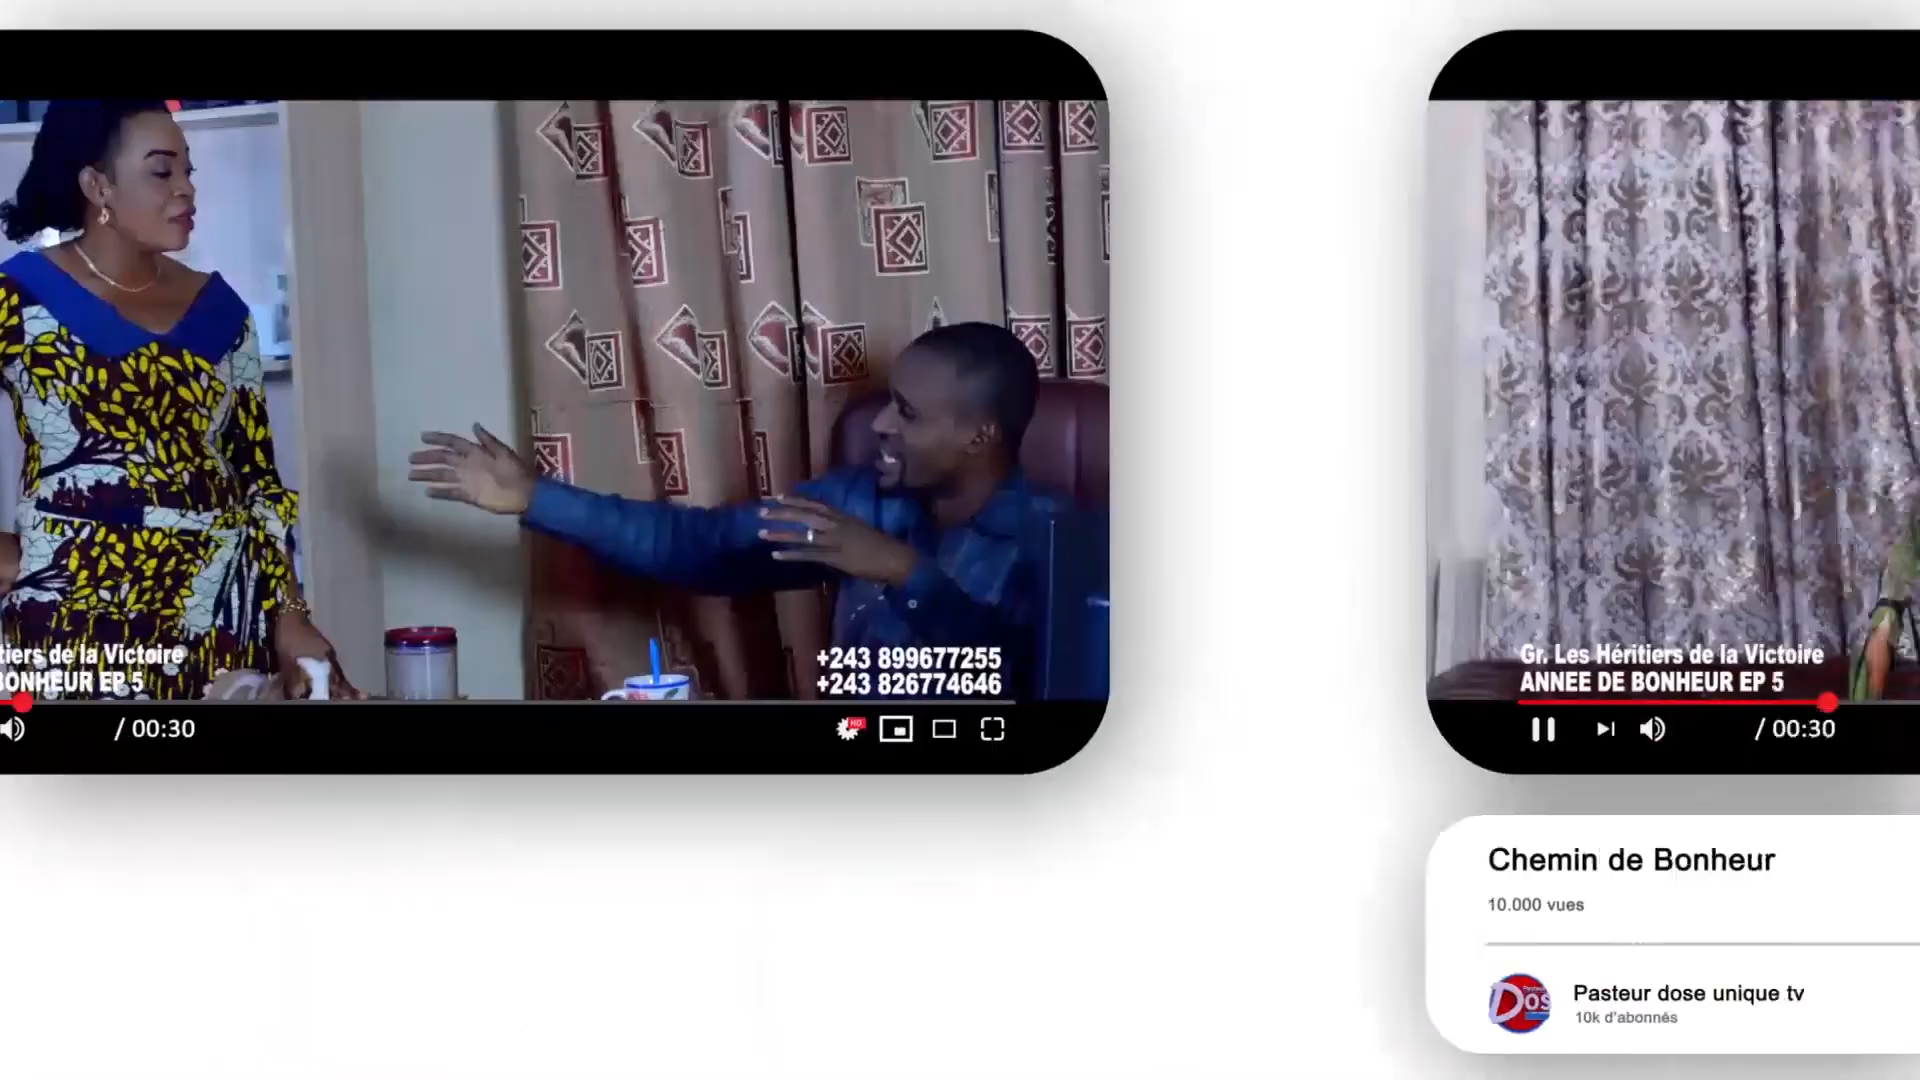 tiers de la Victoire
BONHEUR EP 5
+243 899677255
+243 826774646
/ 00:30
HD
Gr. Les Héritiers de la Victoire
ANNEE DE BONHEUR EP 5
/ 00:30
Chemin de Bonheur
10.000 vues
DOS
Pasteur dose unique tv
10k d'abonnés